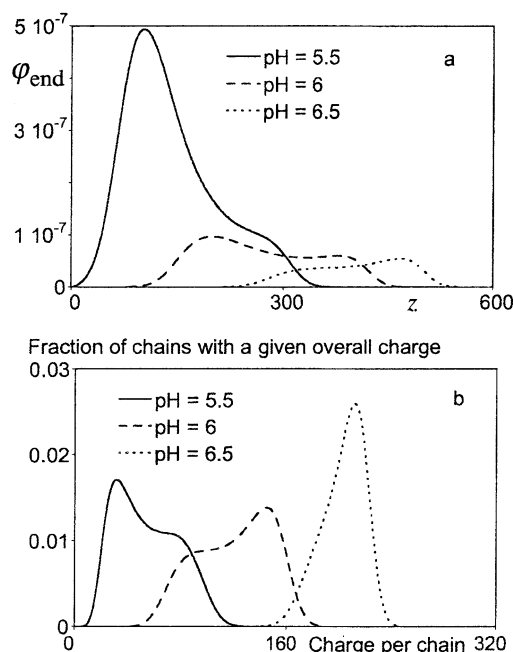 5 10⁻⁷
a
φend
pH = 5.5
pH = 6
pH = 6.5
3 10⁻⁷
1 10⁻⁷
0
0 300 z 600
Fraction of chains with a given overall charge
0.03
b
pH = 5.5
pH = 6
pH = 6.5
0.02
0.01
0
0 160 Charge per chain 320